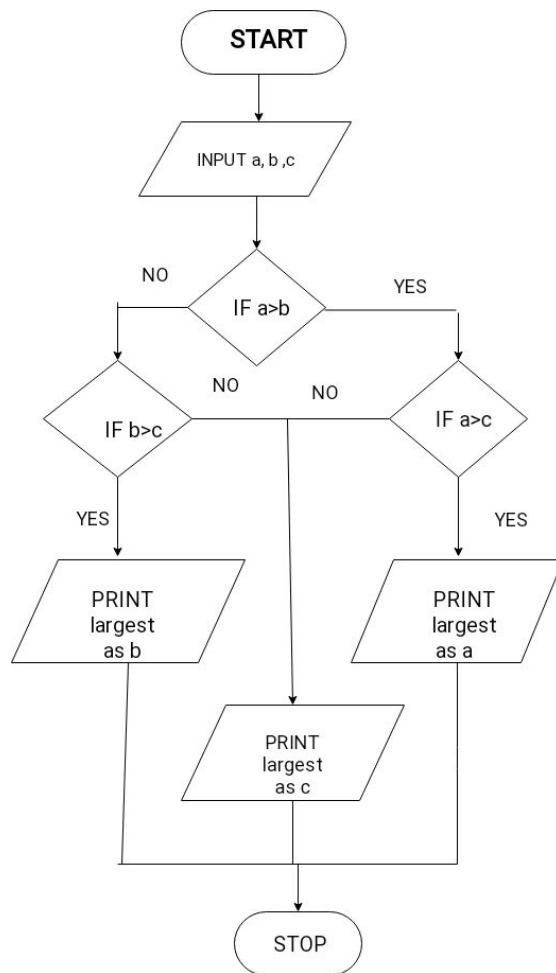 START
INPUT a, b ,c
NO
YES
IF a>b
NO
NO
IF b>c
IF a>c
YES
YES
PRINT
largest
as b
PRINT
largest
as a
PRINT
largest
as c
STOP